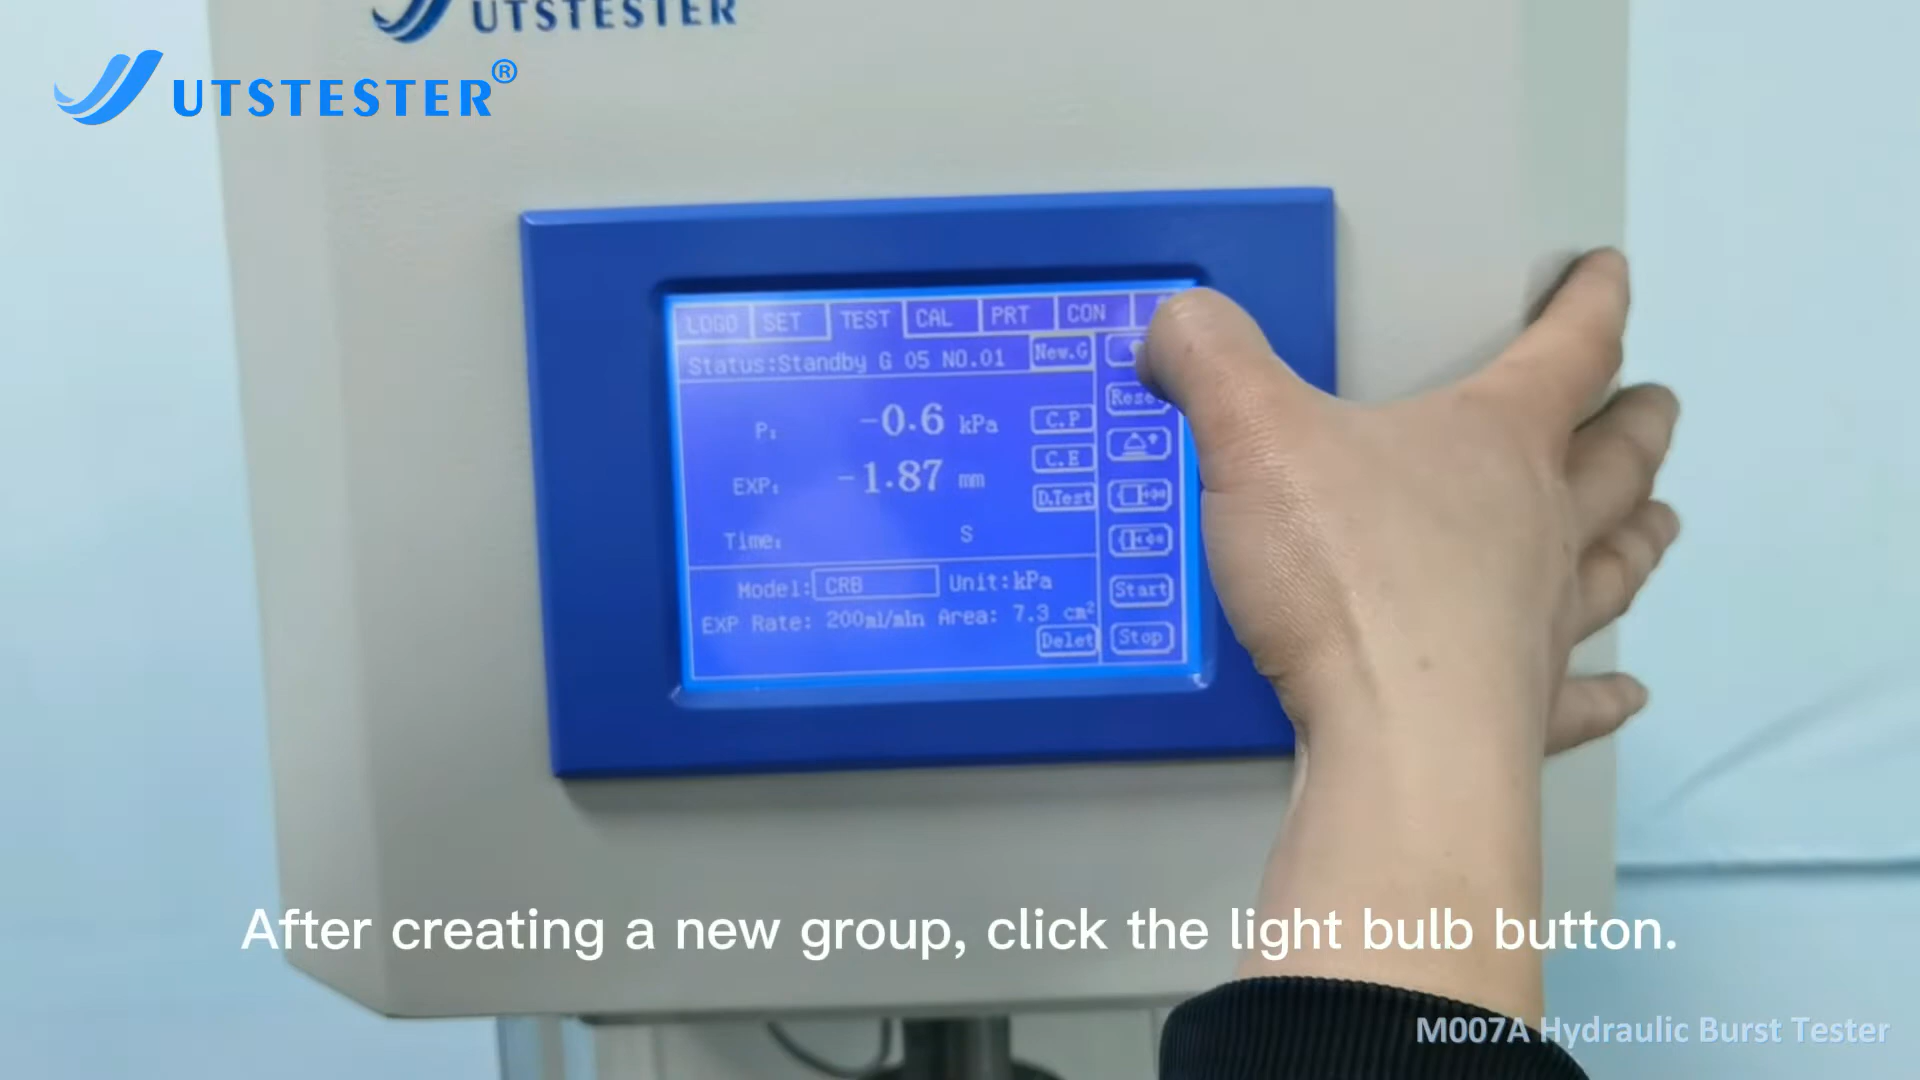 UTSTESTER
UTSTESTER®
LOGO SET TEST CAL PRT CON
Status:Standby G 05 NO.01 New.G
Reset
P: -0.6 kPa C.P
EXP: -1.87 mm C.E
D.Test
Time: S
Model: CRB Unit:kPa Start
EXP Rate: 200ml/min Area: 7.3 cm²
Delet Stop
After creating a new group, click the light bulb button.
M007A Hydraulic Burst Tester